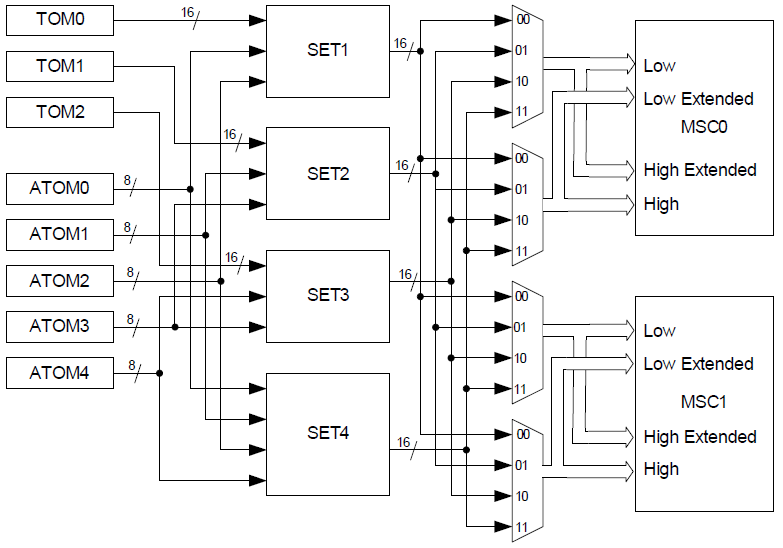 TOM0
16
SET1
16
00
01
10
11
Low
Low Extended
MSC0
High Extended
High
TOM1
TOM2
16
SET2
16
00
01
10
11
ATOM0
8
ATOM1
8
ATOM2
8
ATOM3
8
ATOM4
8
16
SET3
16
00
01
10
11
Low
Low Extended
MSC1
High Extended
High
SET4
16
00
01
10
11